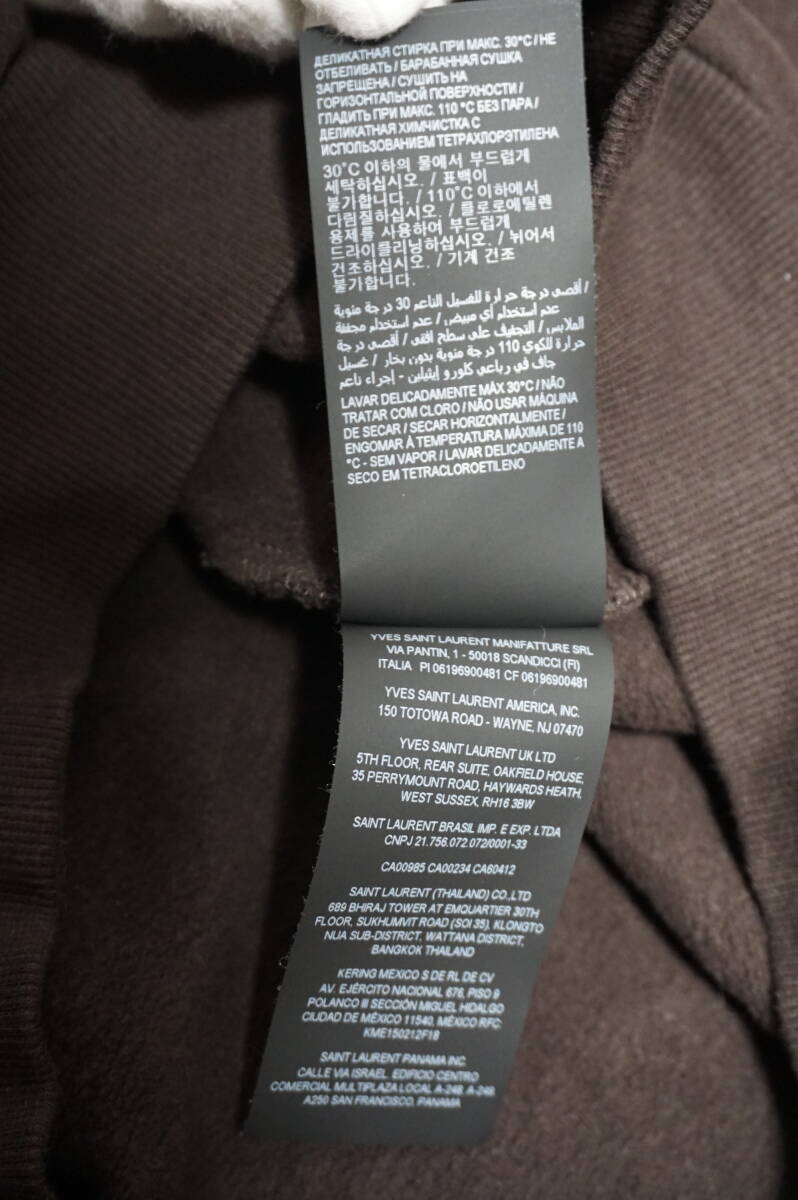 ДЕЛИКАТНАЯ СТИРКА ПРИ МАКС. 30°C / НЕ
ОТБЕЛИВАТЬ / БАРАБАННАЯ СУШКА
ЗАПРЕЩЕНА / СУШИТЬ НА
ГОРИЗОНТАЛЬНОЙ ПОВЕРХНОСТИ /
ГЛАДИТЬ ПРИ МАКС. 110 °C БЕЗ ПАРА /
ДЕЛИКАТНАЯ ХИМЧИСТКА С
ИСПОЛЬЗОВАНИЕМ ТЕТРАХЛОРЭТИЛЕНА
30˚C 이하의 물에서 부드럽게
세탁하십시오. / 표백이
불가합니다. / 110˚C 이하에서
다림질하십시오. / 클로로에틸렌
용제를 사용하여 부드럽게
드라이클리닝하십시오. / 뉘어서
건조하십시오. / 기계 건조
불가합니다.
أقصى درجة حرارة للغسيل الناعم 30 درجة مئوية /
عدم استخدام أي مبيض / عدم استخدام مجففة
الملابس / التجفيف على سطح افقي / أقصى درجة
حرارة للكوي 110 درجة مئوية بدون بخار / غسيل
جاف في رباعي كلورو إيثيلين - إجراء ناعم
LAVAR DELICADAMENTE MÁX 30°C / NÃO
TRATAR COM CLORO / NÃO USAR MÁQUINA
DE SECAR / SECAR HORIZONTALMENTE /
ENGOMAR À TEMPERATURA MÁXIMA DE 110
°C - SEM VAPOR / LAVAR DELICADAMENTE A
SECO EM TETRACLOROETILENO
YVES SAINT LAURENT MANIFATTURE SRL
VIA PANTIN, 1 - 50018 SCANDICCI (FI)
ITALIA PI 06196900481 CF 06196900481
YVES SAINT LAURENT AMERICA, INC.
150 TOTOWA ROAD - WAYNE, NJ 07470
YVES SAINT LAURENT UK LTD
5TH FLOOR, REAR SUITE, OAKFIELD HOUSE,
35 PERRYMOUNT ROAD, HAYWARDS HEATH,
WEST SUSSEX, RH16 3BW
SAINT LAURENT BRASIL IMP. E EXP. LTDA
CNPJ 21.756.072.072/0001-33
CA00985 CA00234 CA60412
SAINT LAURENT (THAILAND) CO.,LTD
689 BHIRAJ TOWER AT EMQUARTIER 30TH
FLOOR, SUKHUMVIT ROAD (SOI 35), KLONGTO
NUA SUB-DISTRICT, WATTANA DISTRICT,
BANGKOK THAILAND
KERING MEXICO S DE RL DE CV
AV. EJÉRCITO NACIONAL 676, PISO 9
POLANCO III SECCIÓN MIGUEL HIDALGO
CIUDAD DE MÉXICO 11540, MÉXICO RFC:
KME150212F18
SAINT LAURENT PANAMA INC.
CALLE VIA ISRAEL. EDIFICIO CENTRO
COMERCIAL MULTIPLAZA LOCAL A-248, A-249,
A250 SAN FRANCISCO. PANAMA